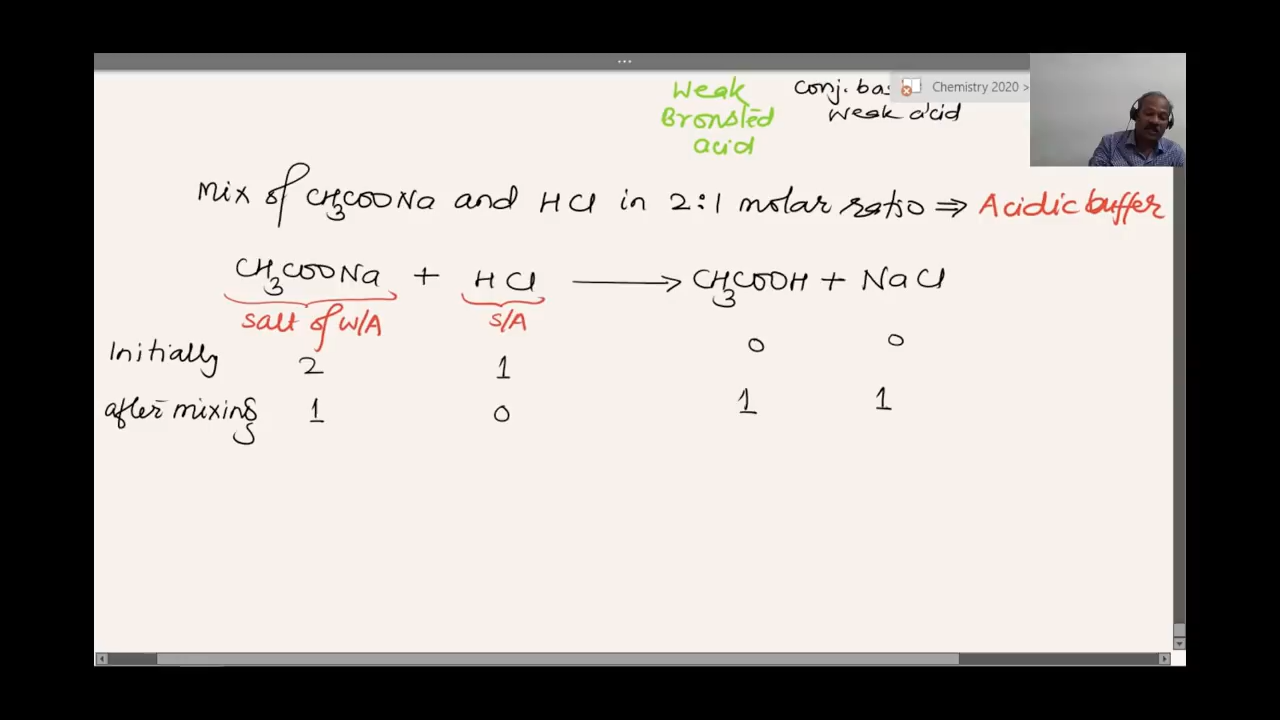 Chemistry 2020 >
Weak conj. ba
Bronsted weak acid
acid
Mix of CH3COONa and HCl in 2:1 molar ratio ⇒ Acidic buffer
CH3COONa + HCl ⟶ CH3COOH + NaCl
salt of W/A S/A
Initially 2 1 0 0
after mixing 1 0 1 1